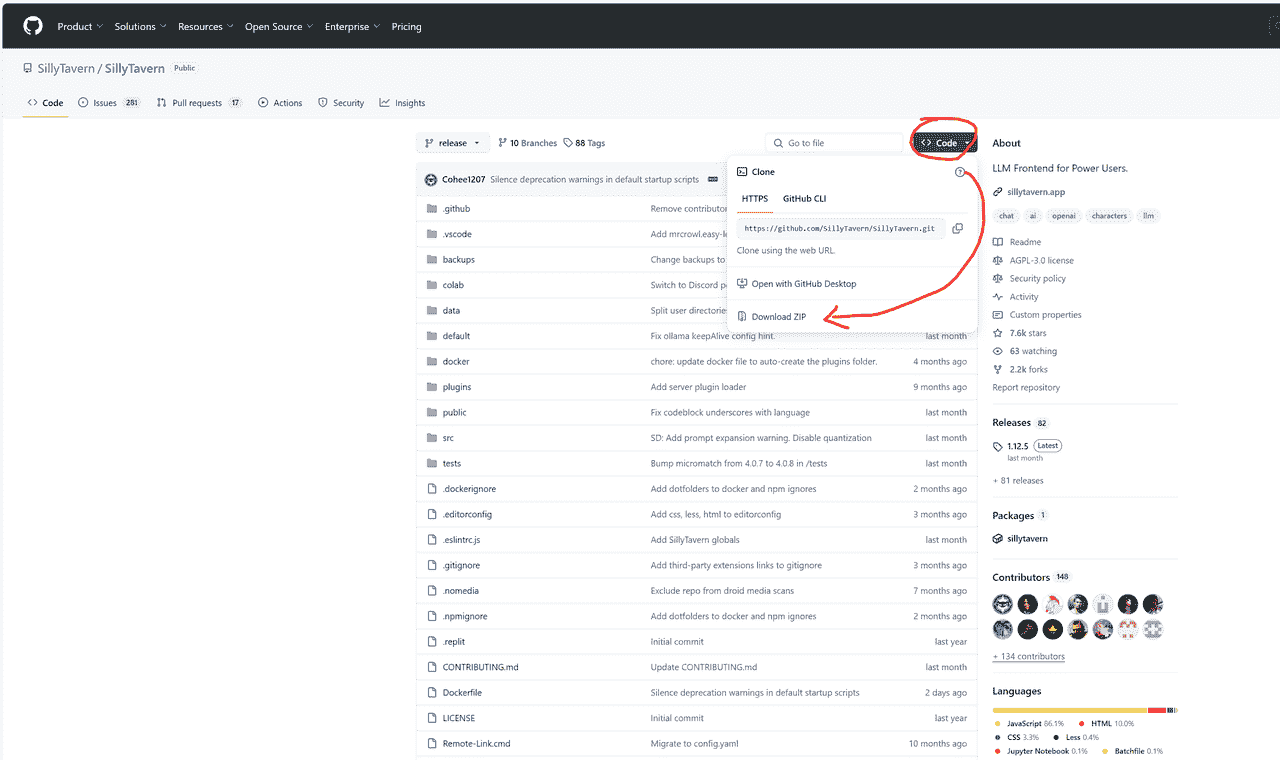 Product Solutions Resources Open Source Enterprise Pricing
SillyTavern / SillyTavern Public
Code Issues 281 Pull requests 17 Actions Security Insights
release 10 Branches 88 Tags Go to file Code
Cohee1207 Silence deprecation warnings in default startup scripts
Clone
HTTPS GitHub CLI
https://github.com/SillyTavern/SillyTavern.git
Clone using the web URL.
Open with GitHub Desktop
Download ZIP
.github Remove contributor
.vscode Add mrcrowl.easy-l
backups Change backups to
colab Switch to Discord p
data Split user directorie
default Fix ollama keepAlive config hint. last month
docker chore: update docker file to auto-create the plugins folder. 4 months ago
plugins Add server plugin loader 9 months ago
public Fix codeblock underscores with language last month
src SD: Add prompt expansion warning. Disable quantization last month
tests Bump micromatch from 4.0.7 to 4.0.8 in /tests last month
.dockerignore Add dotfolders to docker and npm ignores 2 months ago
.editorconfig Add css, less, html to editorconfig 3 months ago
.eslintrc.js Add SillyTavern globals last month
.gitignore Add third-party extensions links to gitignore 3 months ago
.nomedia Exclude repo from droid media scans 7 months ago
.npmignore Add dotfolders to docker and npm ignores 2 months ago
.replit Initial commit last year
CONTRIBUTING.md Update CONTRIBUTING.md last month
Dockerfile Silence deprecation warnings in default startup scripts 2 days ago
LICENSE Initial commit last year
Remote-Link.cmd Migrate to config.yaml 10 months ago
About
LLM Frontend for Power Users.
sillytavern.app
chat ai openai characters llm
Readme
AGPL-3.0 license
Security policy
Activity
Custom properties
7.6k stars
63 watching
2.2k forks
Report repository
Releases 82
1.12.5 Latest
last month
+ 81 releases
Packages 1
sillytavern
Contributors 148
+ 134 contributors
Languages
JavaScript 86.1% HTML 10.0%
CSS 3.3% Less 0.4%
Jupyter Notebook 0.1% Batchfile 0.1%